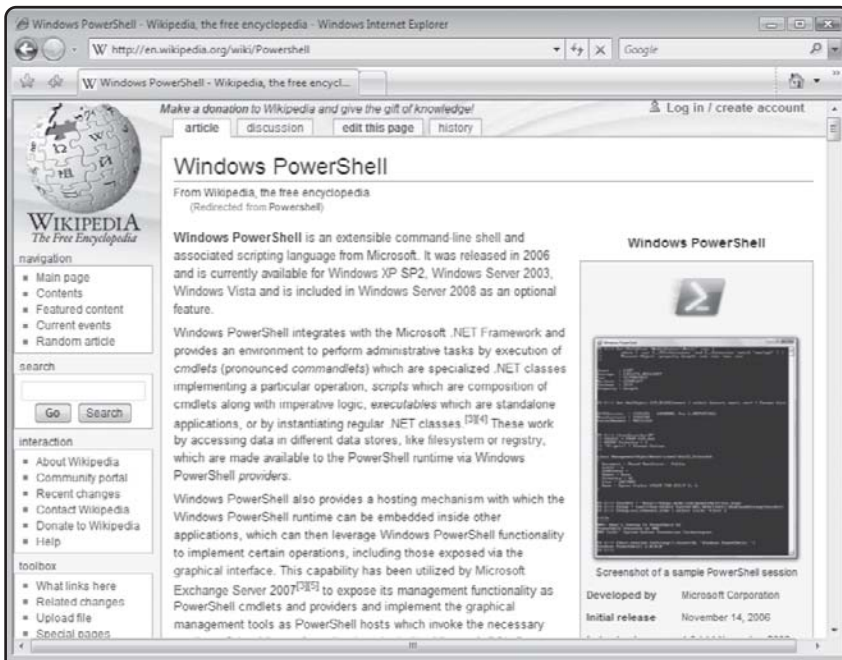 Windows PowerShell - Wikipedia, the free encyclopedia - Windows Internet Explorer
W http://en.wikipedia.org/wiki/Powershell
Google
W Windows PowerShell - Wikipedia, the free encycl...
Make a donation to Wikipedia and give the gift of knowledge!
Log in / create account
article discussion edit this page history
WIKIPEDIA
The Free Encyclopedia
navigation
Main page
Contents
Featured content
Current events
Random article
search
Go Search
interaction
About Wikipedia
Community portal
Recent changes
Contact Wikipedia
Donate to Wikipedia
Help
toolbox
What links here
Related changes
Upload file
Special pages
Windows PowerShell
From Wikipedia, the free encyclopedia
(Redirected from Powershell)
Windows PowerShell is an extensible command-line shell and
associated scripting language from Microsoft. It was released in 2006
and is currently available for Windows XP SP2, Windows Server 2003,
Windows Vista and is included in Windows Server 2008 as an optional
feature.
Windows PowerShell integrates with the Microsoft .NET Framework and
provides an environment to perform administrative tasks by execution of
cmdlets (pronounced commandlets) which are specialized .NET classes
implementing a particular operation, scripts which are composition of
cmdlets along with imperative logic, executables which are standalone
applications, or by instantiating regular .NET classes.[3][4] These work
by accessing data in different data stores, like filesystem or registry,
which are made available to the PowerShell runtime via Windows
PowerShell providers.
Windows PowerShell also provides a hosting mechanism with which the
Windows PowerShell runtime can be embedded inside other
applications, which can then leverage Windows PowerShell functionality
to implement certain operations, including those exposed via the
graphical interface. This capability has been utilized by Microsoft
Exchange Server 2007[3][5] to expose its management functionality as
PowerShell cmdlets and providers and implement the graphical
management tools as PowerShell hosts which invoke the necessary
Windows PowerShell
Screenshot of a sample PowerShell session
Developed by Microsoft Corporation
Initial release November 14, 2006